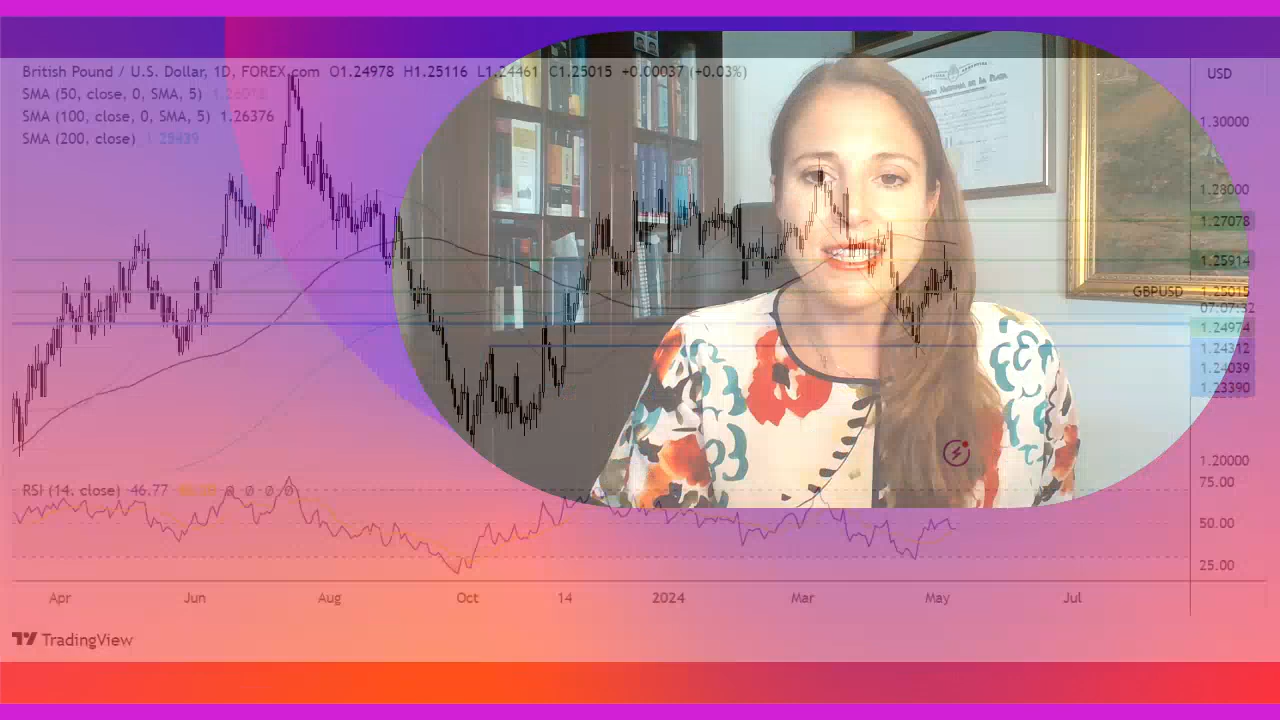 British Pound / U.S. Dollar, 1D, FOREX.com O1.24978 H1.25116 L1.24461 C1.25015 +0.00037 (+0.03%)
USD
SMA (50, close, 0, SMA, 5)
SMA (100, close, 0, SMA, 5) 1.26376
SMA (200, close)
1.30000
1.28000
1.27078
1.25914
GBPUSD 1.25015
07:07:32
1.24974
1.24312
1.24039
1.23390
1.20000
RSI (14, close) 46.77 Ø Ø Ø Ø
75.00
50.00
25.00
Apr Jun Aug Oct 14 2024 Mar May Jul
TradingView